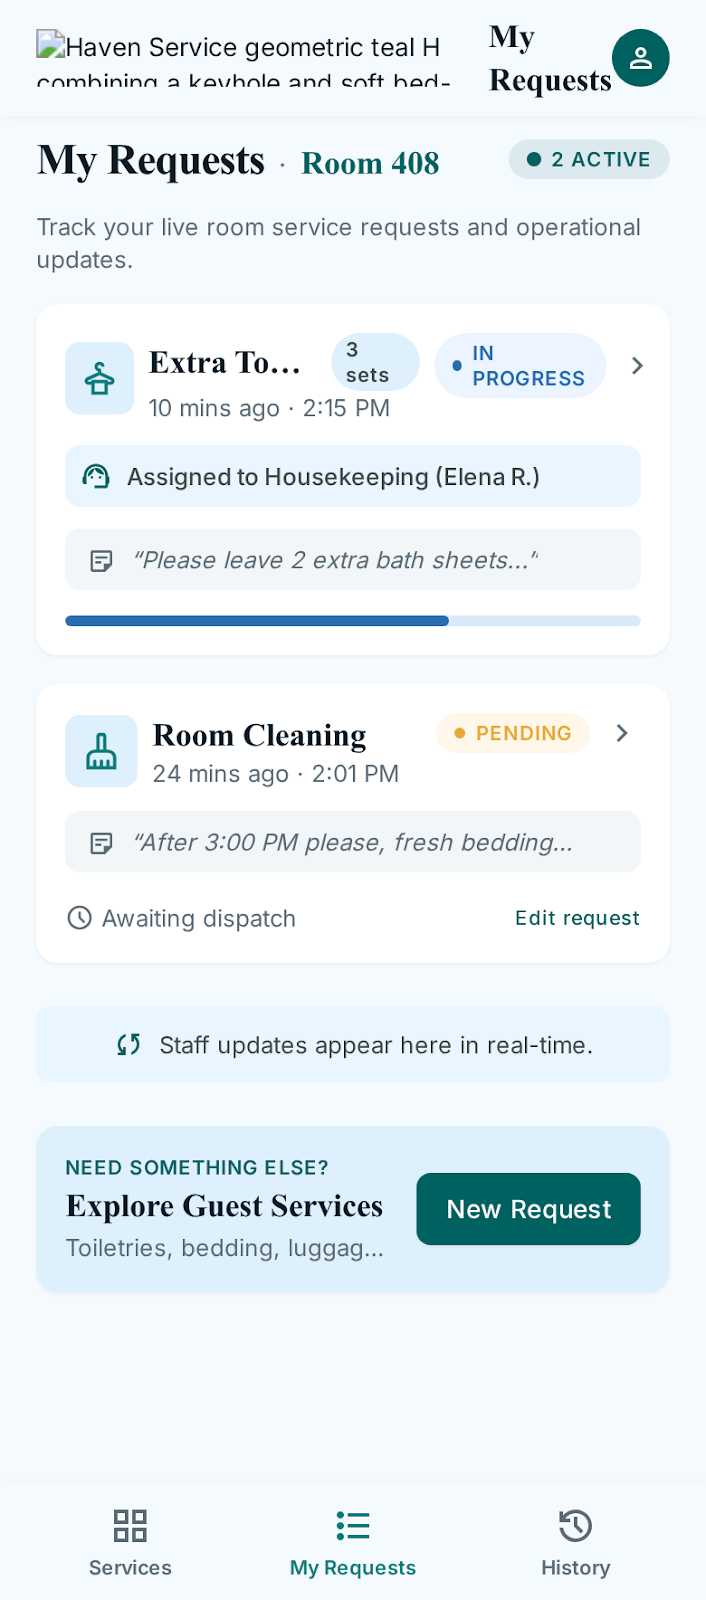 Haven Service geometric teal H
combining a keyhole and soft bed-
My
Requests
My Requests · Room 408
2 ACTIVE
Track your live room service requests and operational
updates.
Extra To...
3
sets
IN
PROGRESS
10 mins ago · 2:15 PM
Assigned to Housekeeping (Elena R.)
“Please leave 2 extra bath sheets...”
Room Cleaning
PENDING
24 mins ago · 2:01 PM
“After 3:00 PM please, fresh bedding...
Awaiting dispatch
Edit request
Staff updates appear here in real-time.
NEED SOMETHING ELSE?
Explore Guest Services
Toiletries, bedding, luggag...
New Request
Services
My Requests
History